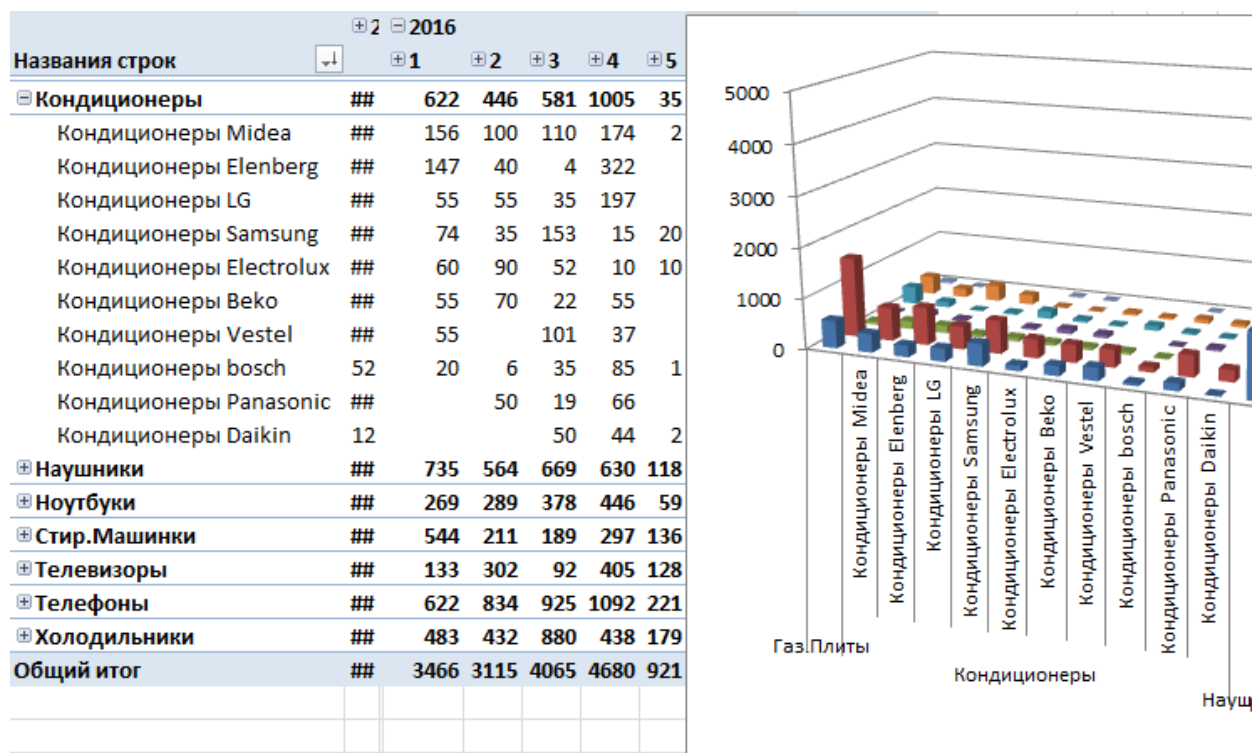 2 2016
Названия строк 1 2 3 4 5
Кондиционеры ## 622 446 581 1005 35
Кондиционеры Midea ## 156 100 110 174 2
Кондиционеры Elenberg ## 147 40 4 322
Кондиционеры LG ## 55 55 35 197
Кондиционеры Samsung ## 74 35 153 15 20
Кондиционеры Electrolux ## 60 90 52 10 10
Кондиционеры Beko ## 55 70 22 55
Кондиционеры Vestel ## 55 101 37
Кондиционеры bosch 52 20 6 35 85 1
Кондиционеры Panasonic ## 50 19 66
Кондиционеры Daikin 12 50 44 2
Наушники ## 735 564 669 630 118
Ноутбуки ## 269 289 378 446 59
Стир.Машинки ## 544 211 189 297 136
Телевизоры ## 133 302 92 405 128
Телефоны ## 622 834 925 1092 221
Холодильники ## 483 432 880 438 179
Общий итог ## 3466 3115 4065 4680 921
5000
4000
3000
2000
1000
0
Кондиционеры Midea
Кондиционеры Elenberg
Кондиционеры LG
Кондиционеры Samsung
Кондиционеры Electrolux
Кондиционеры Beko
Кондиционеры Vestel
Кондиционеры bosch
Кондиционеры Panasonic
Кондиционеры Daikin
Газ.Плиты
Кондиционеры